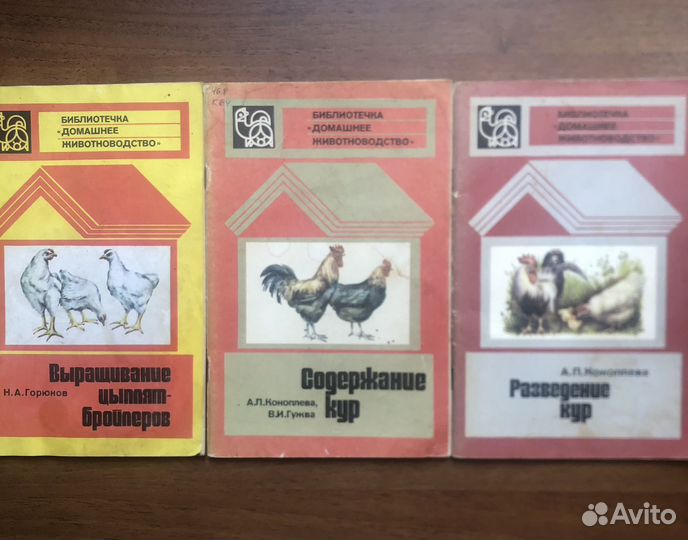 БИБЛИОТЕЧКА
«ДОМАШНЕЕ
ЖИВОТНОВОДСТВО»
Н.А.Горюнов
Выращивание
цыплят-
бройлеров
БИБЛИОТЕЧКА
«ДОМАШНЕЕ
ЖИВОТНОВОДСТВО»
Содержание
кур
А.П.Коноплева,
В.И.Гужва
БИБЛИОТЕЧКА
«ДОМАШНЕЕ
ЖИВОТНОВОДСТВО»
А.П.Коноплева
Разведение
кур
Avito